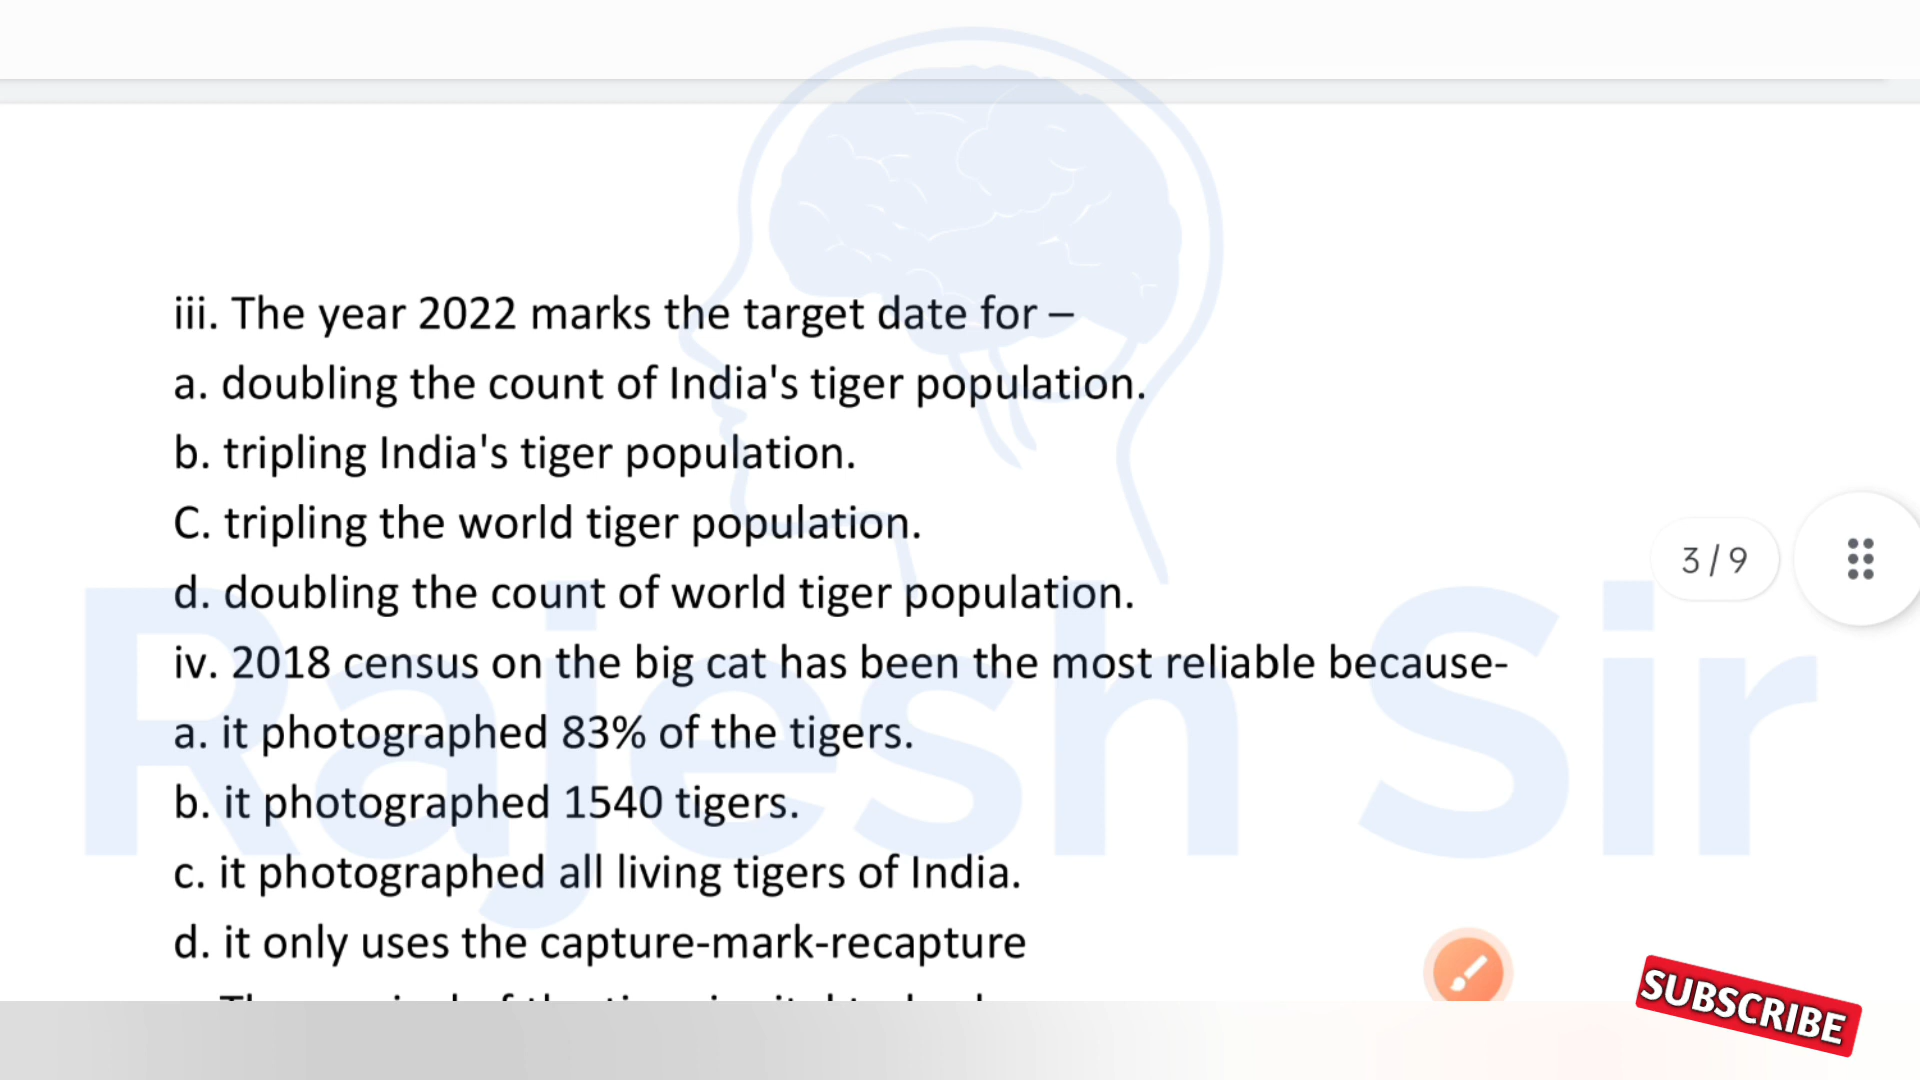 iii. The year 2022 marks the target date for –
a. doubling the count of India's tiger population.
b. tripling India's tiger population.
C. tripling the world tiger population.
3 / 9
d. doubling the count of world tiger population.
Rajesh Sir
iv. 2018 census on the big cat has been the most reliable because-
a. it photographed 83% of the tigers.
b. it photographed 1540 tigers.
c. it photographed all living tigers of India.
d. it only uses the capture-mark-recapture
SUBSCRIBE